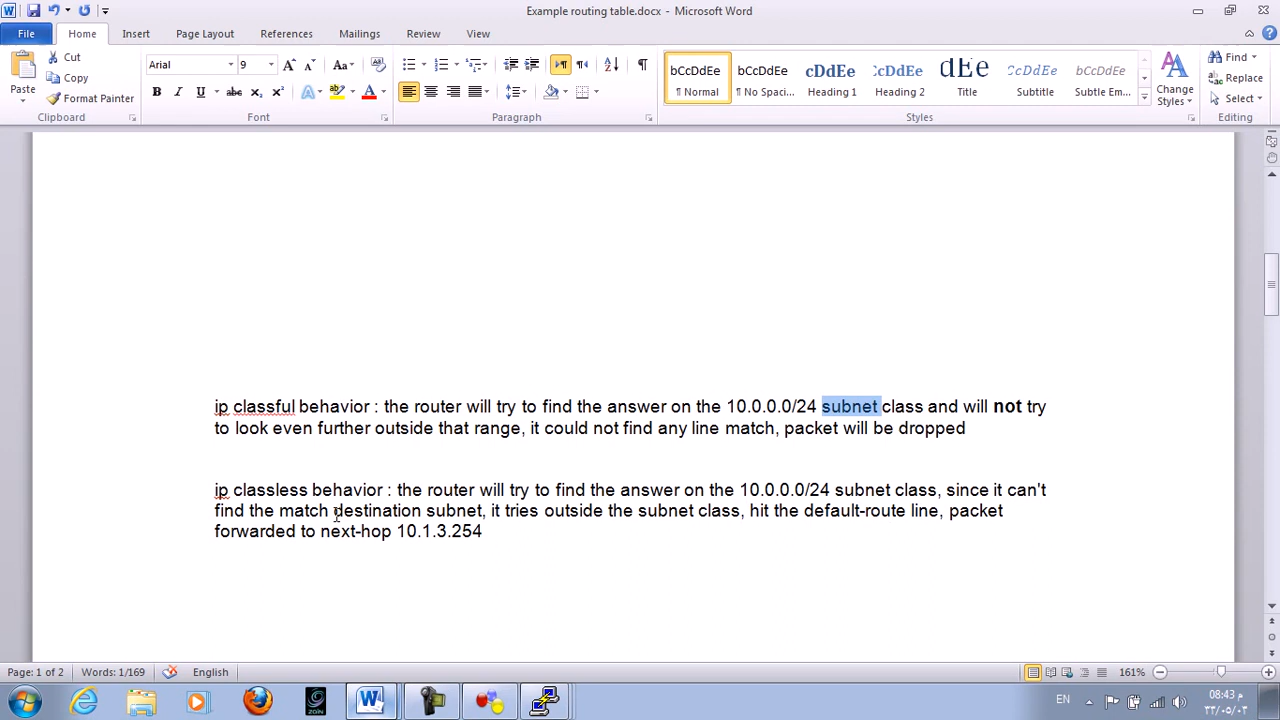 Example routing table.docx - Microsoft Word
File Home Insert Page Layout References Mailings Review View
Cut
Copy
Format Painter
Paste
Clipboard
Arial 9
Font
Paragraph
bCcDdEe bCcDdEe cDdEe cCcDdEe dEe CcDdEe bCcDdEe
¶ Normal ¶ No Spaci... Heading 1 Heading 2 Title Subtitle Subtle Em...
Change Styles
Styles
Find
Replace
Select
Editing
ip classful behavior : the router will try to find the answer on the 10.0.0.0/24 subnet class and will not try
to look even further outside that range, it could not find any line match, packet will be dropped
ip classless behavior : the router will try to find the answer on the 10.0.0.0/24 subnet class, since it can't
find the match destination subnet, it tries outside the subnet class, hit the default-route line, packet
forwarded to next-hop 10.1.3.254
Page: 1 of 2 Words: 1/169 English 161%
zain
EN
08:43 م
٣٣/٠٥/٠٣